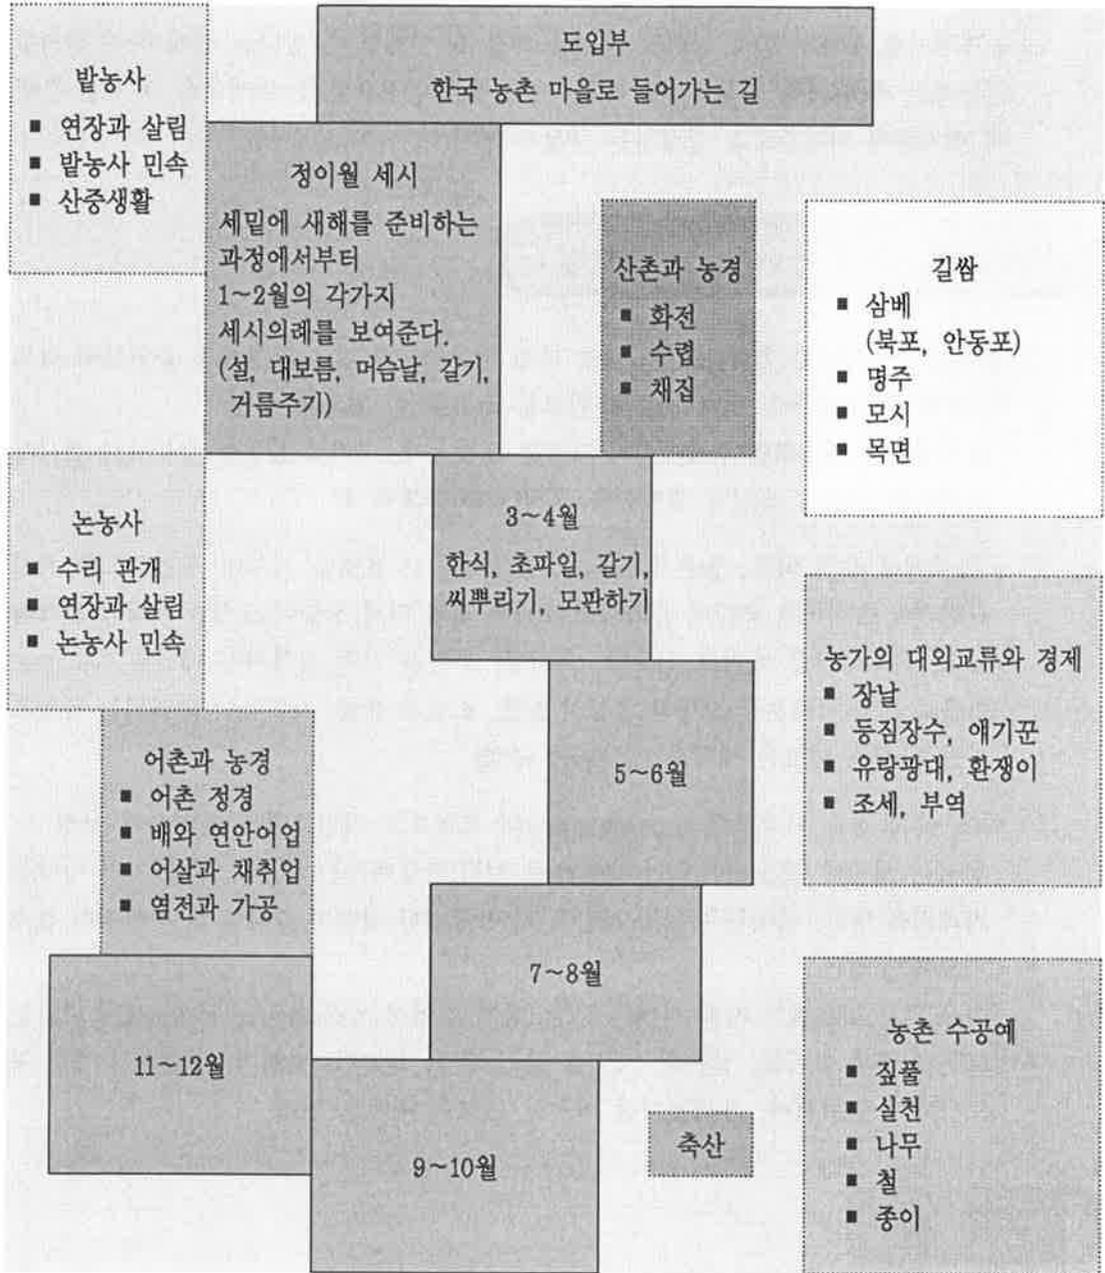 도입부
한국 농촌 마을로 들어가는 길
밭농사
■ 연장과 살림
■ 밭농사 민속
■ 산중생활
정이월 세시
세밑에 새해를 준비하는
과정에서부터
1~2월의 각가지
세시의례를 보여준다.
(설, 대보름, 머슴날, 갈기,
거름주기)
산촌과 농경
■ 화전
■ 수렵
■ 채집
길쌈
■ 삼베
(북포, 안동포)
■ 명주
■ 모시
■ 목면
논농사
■ 수리 관개
■ 연장과 살림
■ 논농사 민속
3~4월
한식, 초파일, 갈기,
씨뿌리기, 모판하기
농가의 대외교류와 경제
■ 장날
■ 등짐장수, 얘기꾼
■ 유랑광대, 환쟁이
■ 조세, 부역
5~6월
어촌과 농경
■ 어촌 정경
■ 배와 연안어업
■ 어살과 채취업
■ 염전과 가공
7~8월
11~12월
9~10월
축산
농촌 수공예
■ 짚풀
■ 실천
■ 나무
■ 철
■ 종이